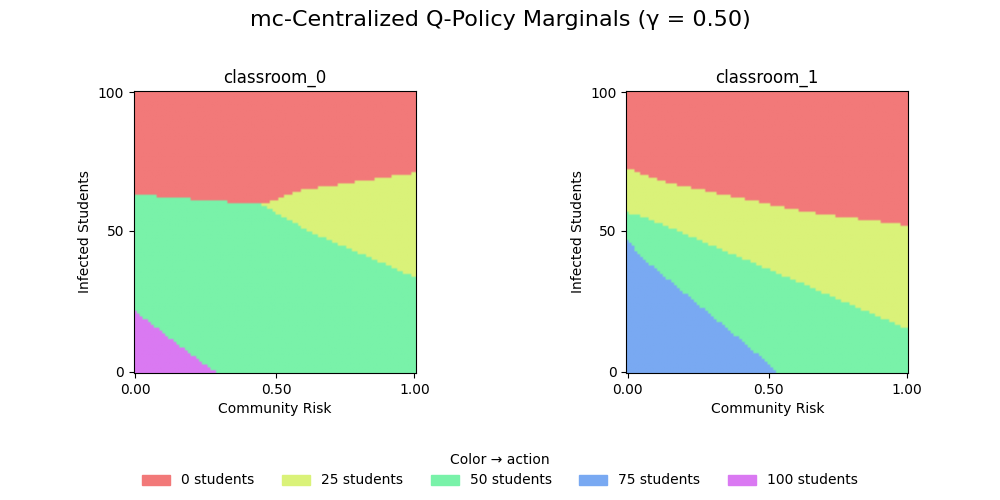 mc-Centralized Q-Policy Marginals (γ = 0.50)
classroom_0
100
50
0
Infected Students
0.00 0.50 1.00
Community Risk
classroom_1
100
50
0
Infected Students
0.00 0.50 1.00
Community Risk
Color → action
0 students 25 students 50 students 75 students 100 students